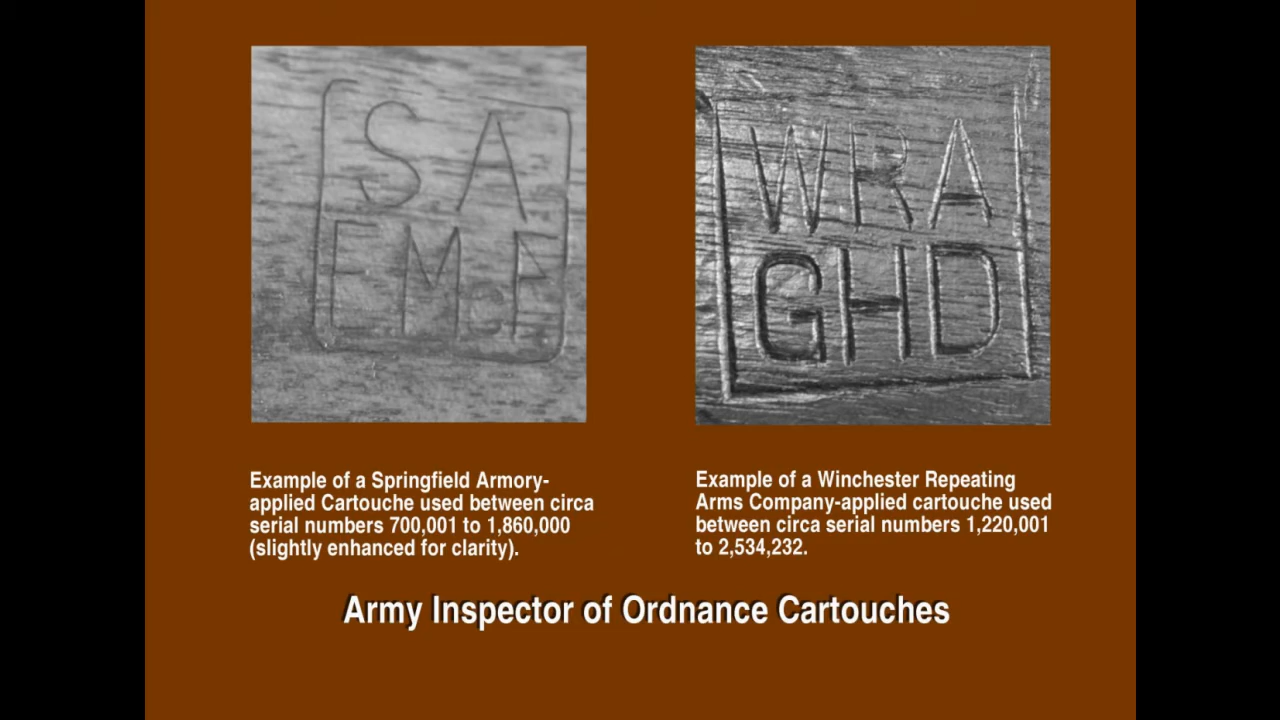 SA
EMF
WRA
GHD
Example of a Springfield Armory-
applied Cartouche used between circa
serial numbers 700,001 to 1,860,000
(slightly enhanced for clarity).
Example of a Winchester Repeating
Arms Company-applied cartouche used
between circa serial numbers 1,220,001
to 2,534,232.
Army Inspector of Ordnance Cartouches